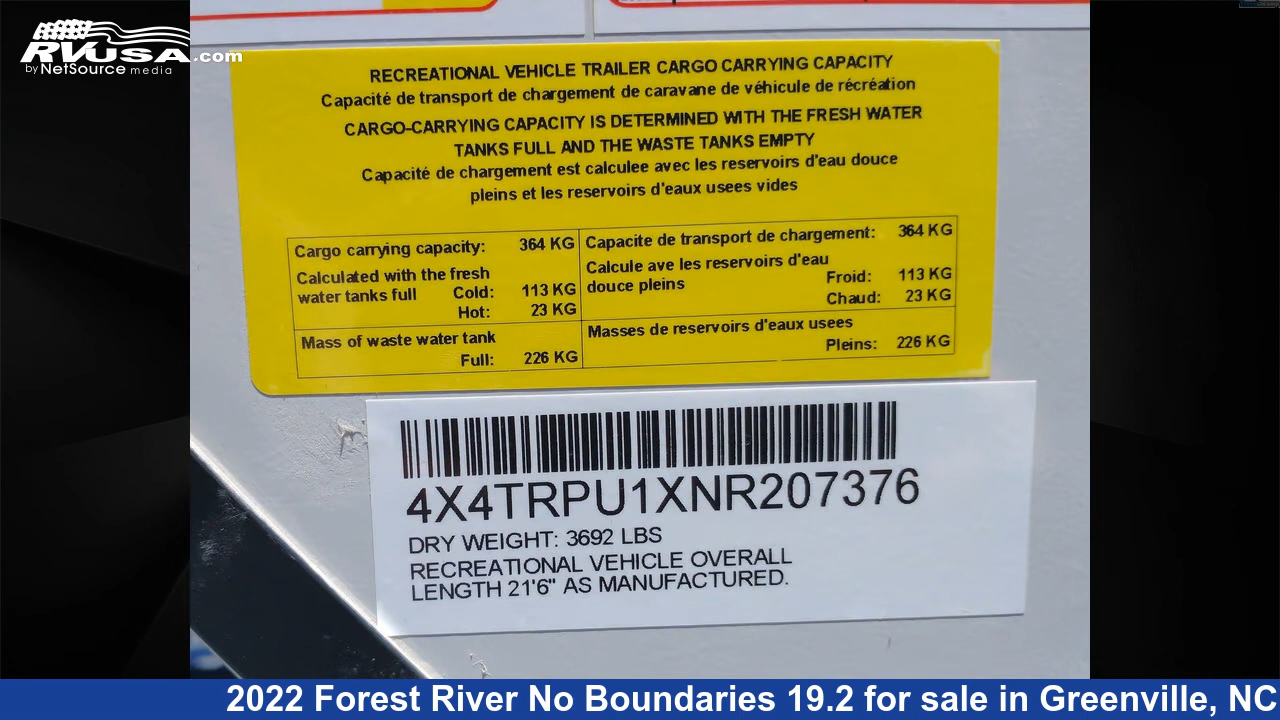 RVUSA.com
by NetSource media
RECREATIONAL VEHICLE TRAILER CARGO CARRYING CAPACITY
Capacité de transport de chargement de caravane de véhicule de récréation
CARGO-CARRYING CAPACITY IS DETERMINED WITH THE FRESH WATER
TANKS FULL AND THE WASTE TANKS EMPTY
Capacité de chargement est calculee avec les reservoirs d'eau douce
pleins et les reservoirs d'eaux usees vides
Cargo carrying capacity: 364 KG
Calculated with the fresh
water tanks full Cold: 113 KG
Hot: 23 KG
Mass of waste water tank
Full: 226 KG
Capacite de transport de chargement: 364 KG
Calcule ave les reservoirs d'eau
douce pleins Froid: 113 KG
Chaud: 23 KG
Masses de reservoirs d'eaux usees
Pleins: 226 KG
4X4TRPU1XNR207376
DRY WEIGHT: 3692 LBS
RECREATIONAL VEHICLE OVERALL
LENGTH 21'6" AS MANUFACTURED.
2022 Forest River No Boundaries 19.2 for sale in Greenville, NC